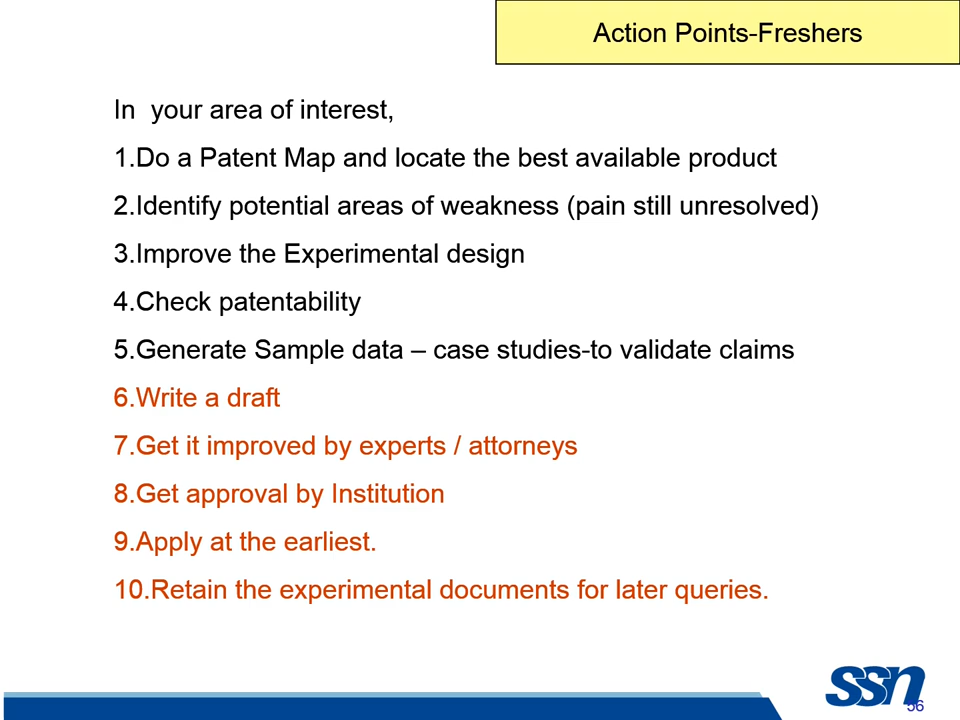 Action Points-Freshers
In  your area of interest,
1.Do a Patent Map and locate the best available product
2.Identify potential areas of weakness (pain still unresolved)
3.Improve the Experimental design
4.Check patentability
5.Generate Sample data – case studies-to validate claims
6.Write a draft
7.Get it improved by experts / attorneys
8.Get approval by Institution
9.Apply at the earliest.
10.Retain the experimental documents for later queries.
ssn
56